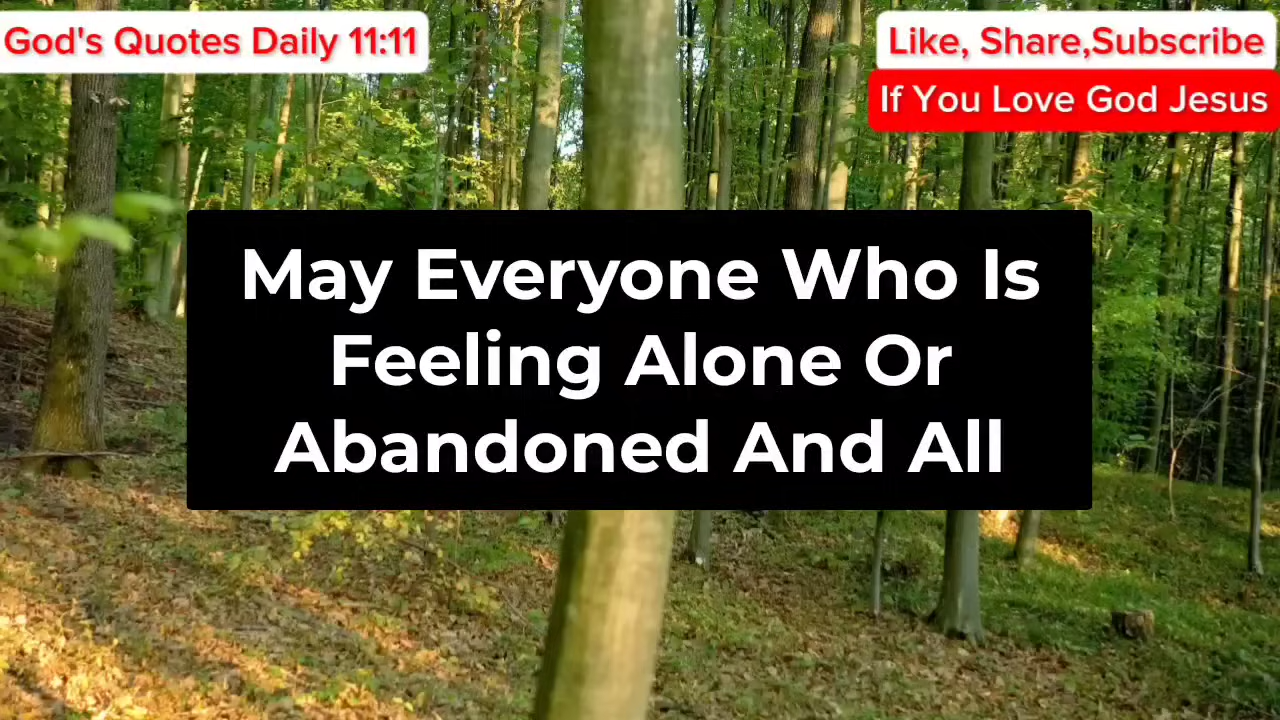 God's Quotes Daily 11:11
Like, Share,Subscribe
If You Love God Jesus
May Everyone Who Is
Feeling Alone Or
Abandoned And All